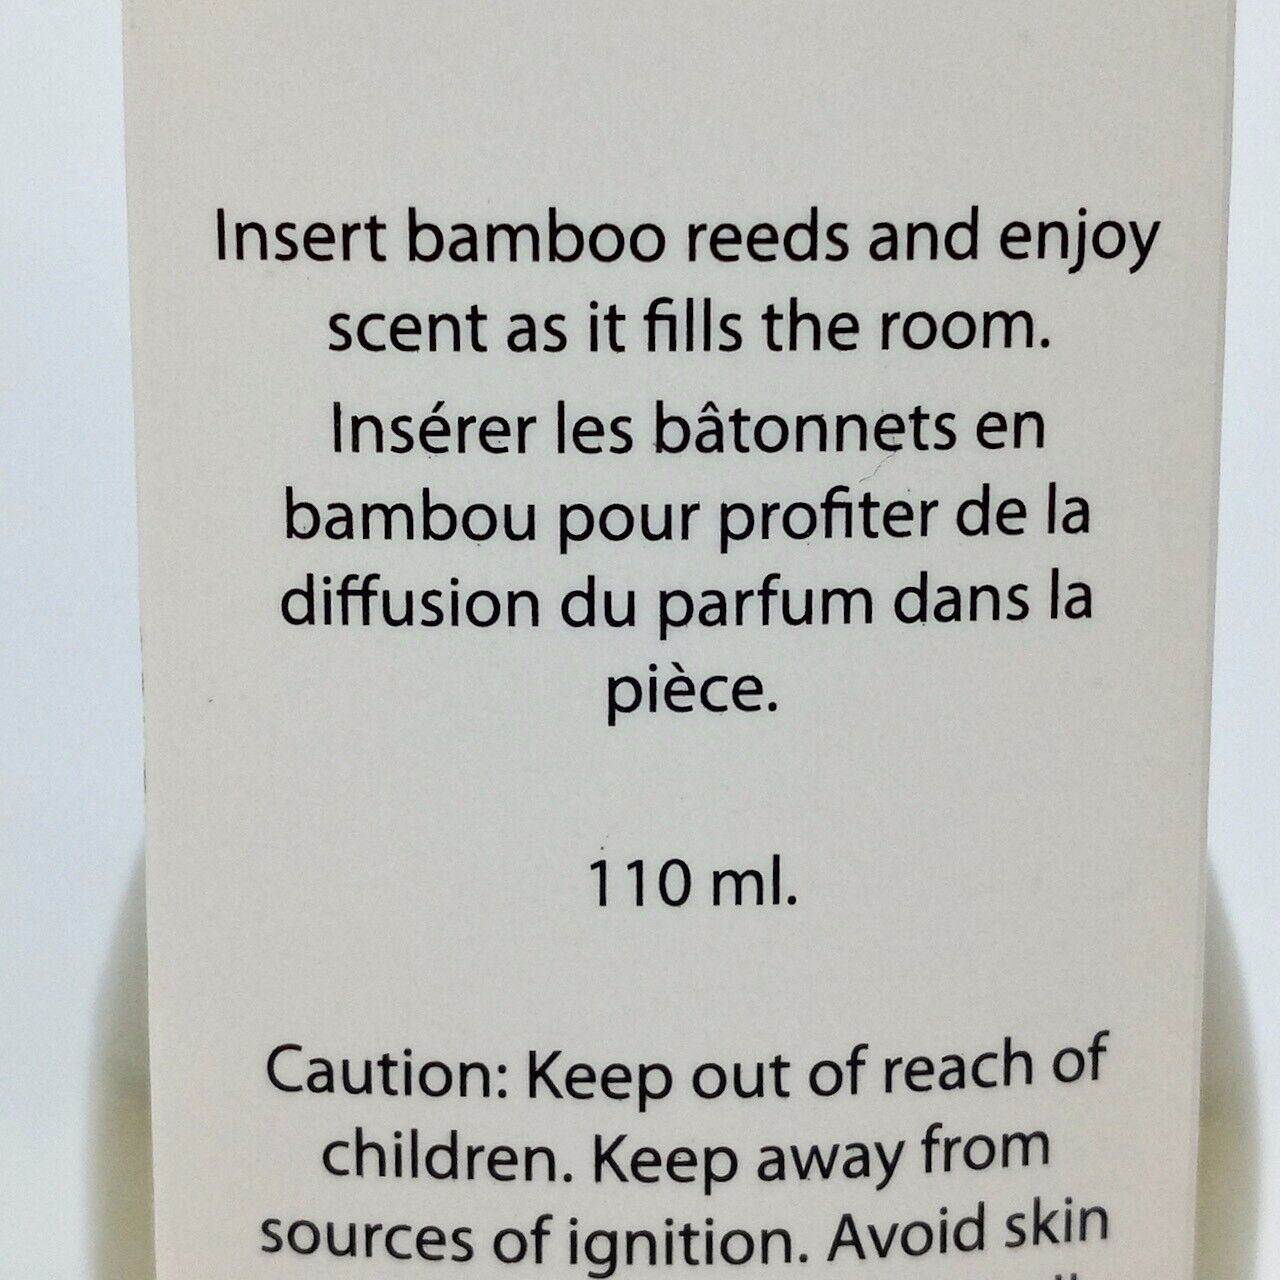 Insert bamboo reeds and enjoy
scent as it fills the room.
Insérer les bâtonnets en
bambou pour profiter de la
diffusion du parfum dans la
pièce.
110 ml.
Caution: Keep out of reach of
children. Keep away from
sources of ignition. Avoid skin